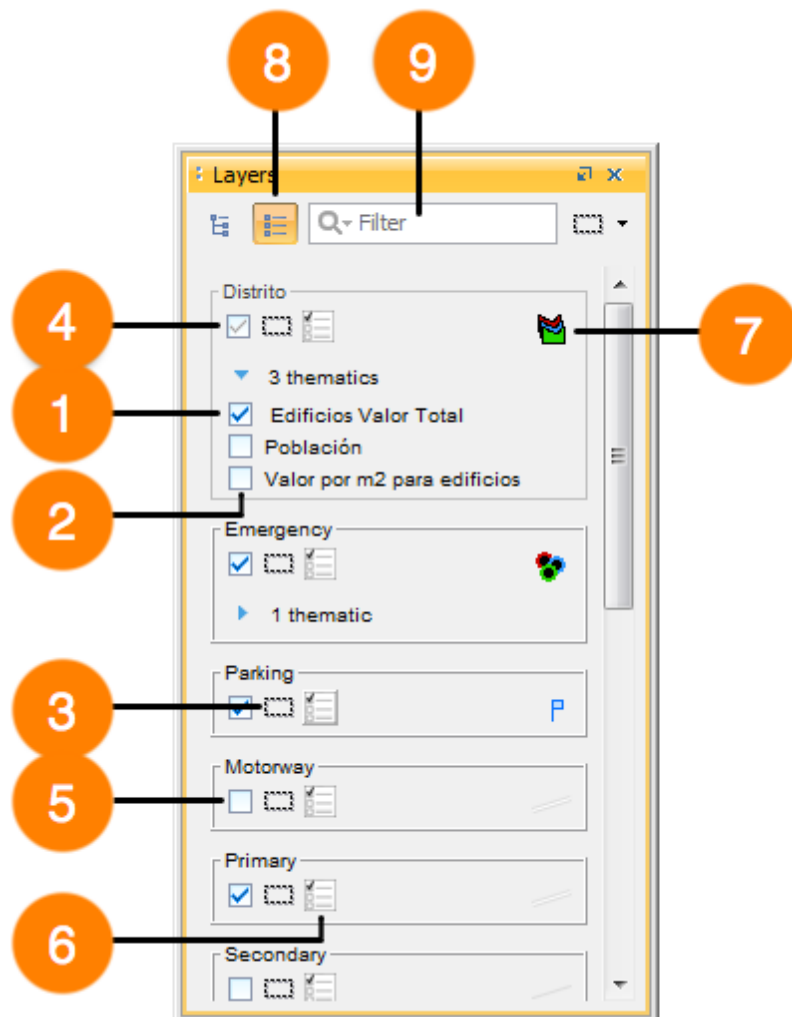 8
9
Layers
Filter
Distrito
4
7
3 thematics
1
Edificios Valor Total
Población
Valor por m2 para edificios
2
Emergency
1 thematic
Parking
3
Motorway
5
Primary
6
Secondary